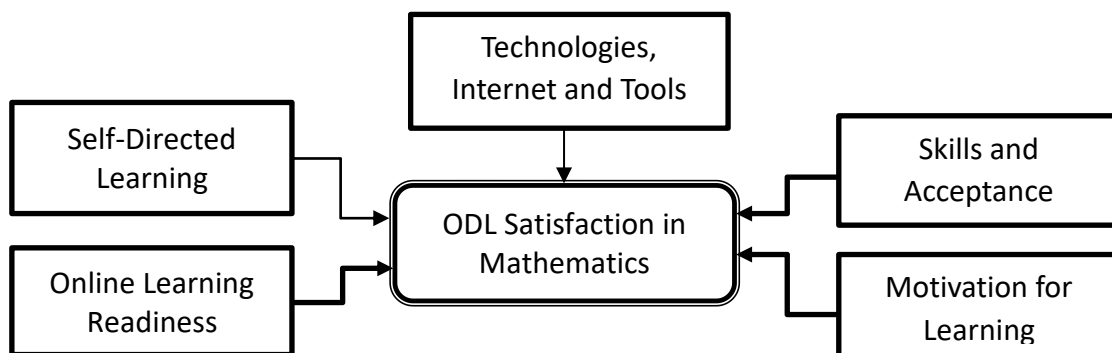 Technologies,
Internet and Tools
Self-Directed
Learning
Skills and
Acceptance
ODL Satisfaction in
Mathematics
Online Learning
Readiness
Motivation for
Learning